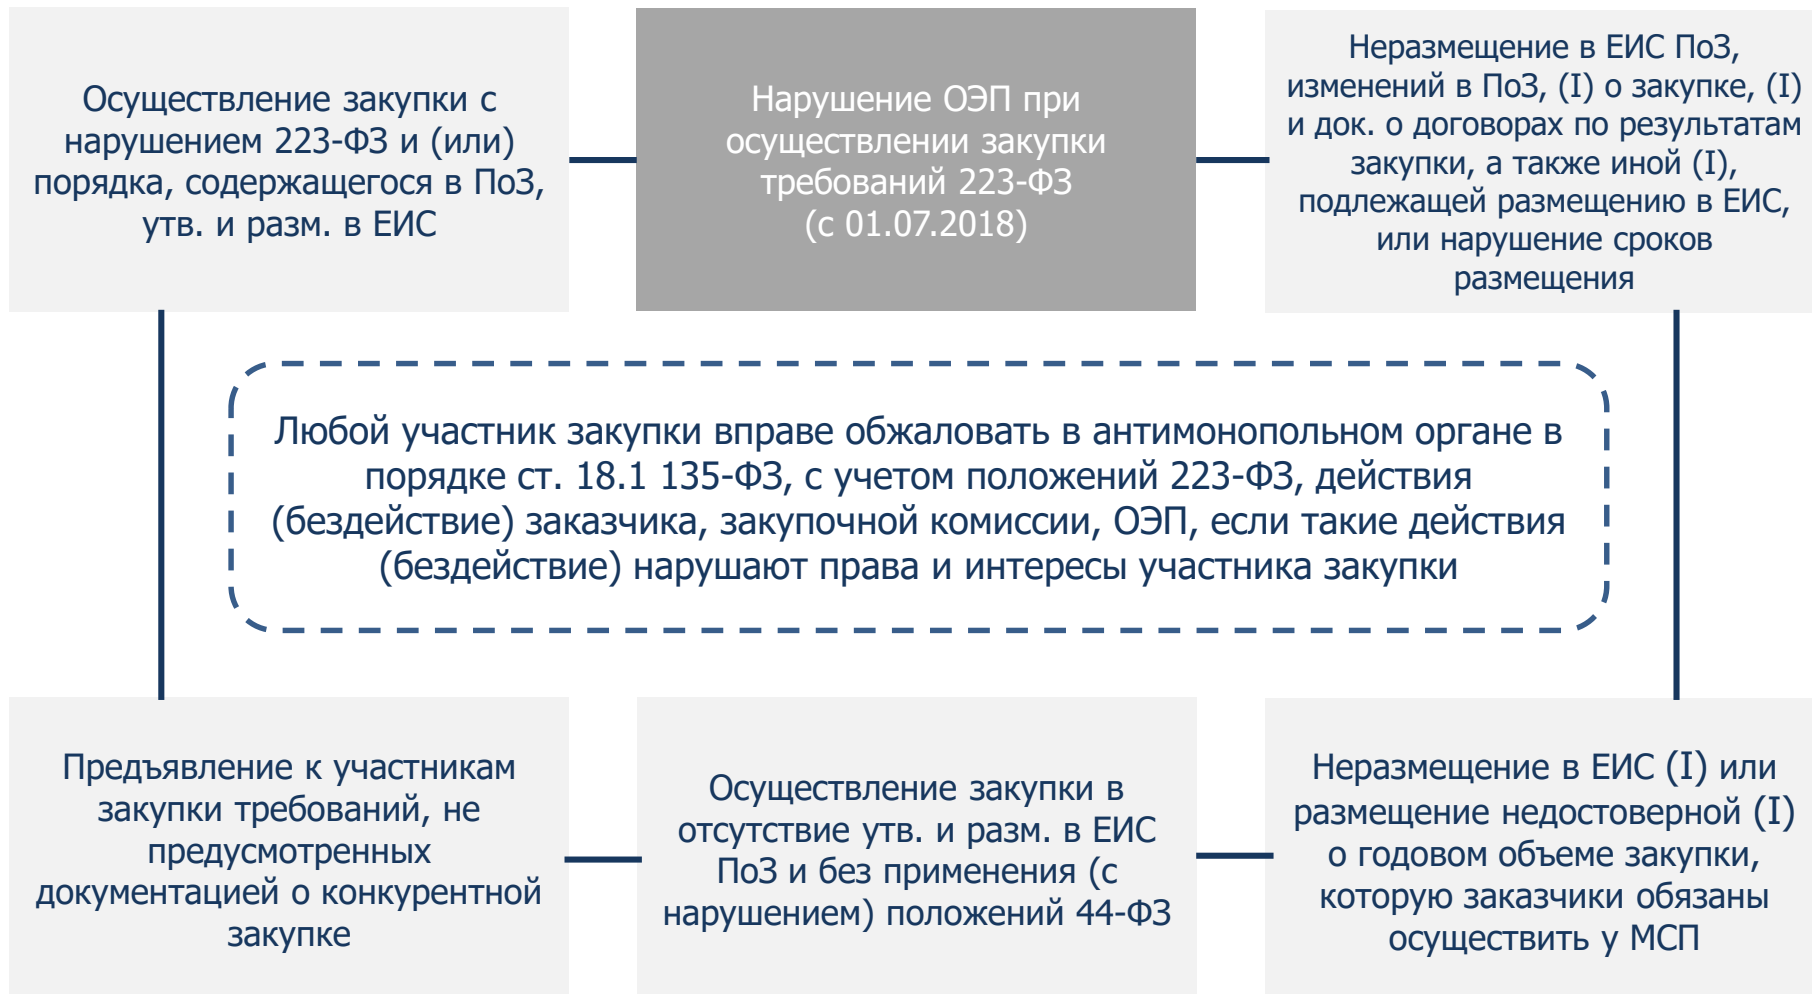 Осуществление закупки с
нарушением 223-ФЗ и (или)
порядка, содержащегося в ПоЗ,
утв. и разм. в ЕИС
Нарушение ОЭП при
осуществлении закупки
требований 223-ФЗ
(с 01.07.2018)
Неразмещение в ЕИС ПоЗ,
изменений в ПоЗ, (I) о закупке, (I)
и док. о договорах по результатам
закупки, а также иной (I),
подлежащей размещению в ЕИС,
или нарушение сроков
размещения
Любой участник закупки вправе обжаловать в антимонопольном органе в
порядке ст. 18.1 135-ФЗ, с учетом положений 223-ФЗ, действия
(бездействие) заказчика, закупочной комиссии, ОЭП, если такие действия
(бездействие) нарушают права и интересы участника закупки
Предъявление к участникам
закупки требований, не
предусмотренных
документацией о конкурентной
закупке
Осуществление закупки в
отсутствие утв. и разм. в ЕИС
ПоЗ и без применения (с
нарушением) положений 44-ФЗ
Неразмещение в ЕИС (I) или
размещение недостоверной (I)
о годовом объеме закупки,
которую заказчики обязаны
осуществить у МСП